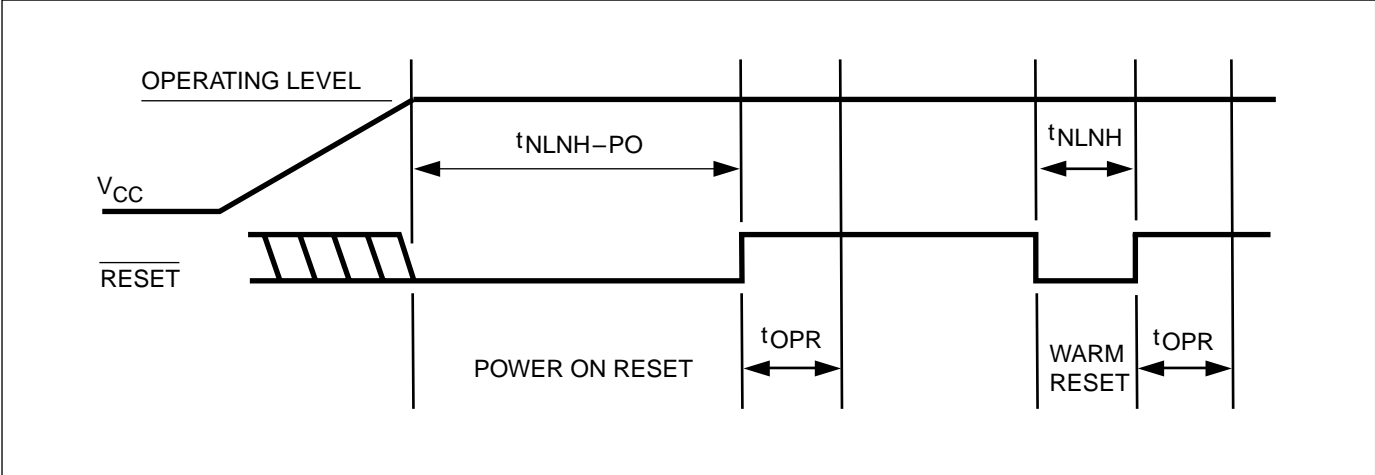 OPERATING LEVEL
tNLNH–PO
tNLNH
VCC
RESET
tOPR
POWER ON RESET
WARM
RESET
tOPR